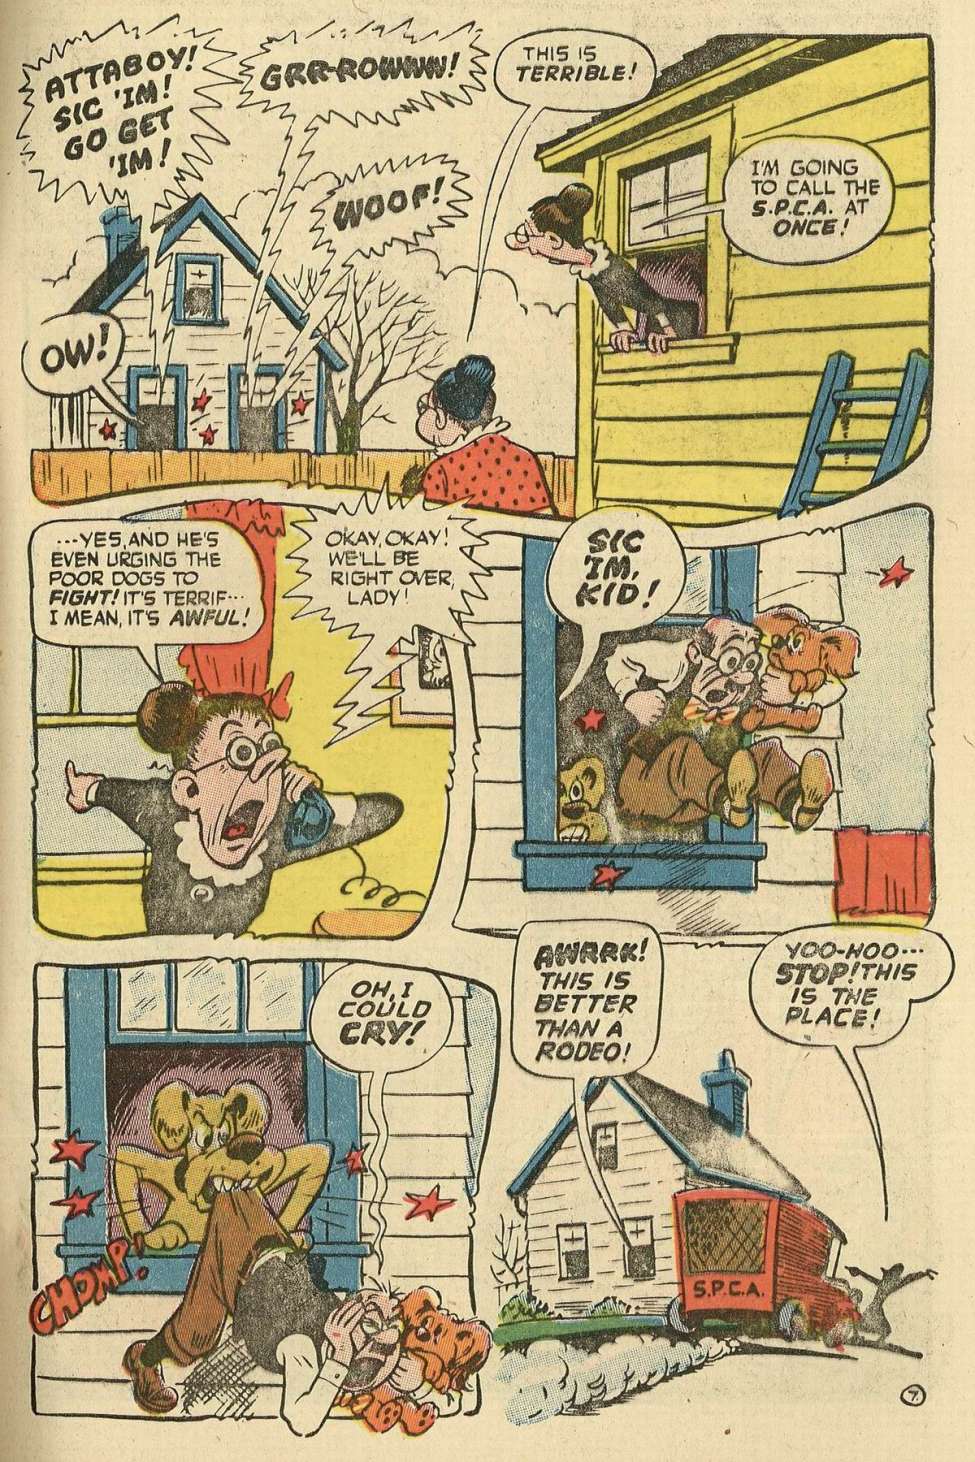 ATTABOY!
SIC 'IM!
GO GET
'IM!
GRR-ROWWW!
THIS IS
TERRIBLE!
WOOF!
I'M GOING
TO CALL THE
S.P.C.A. AT
ONCE!
OW!
...YES, AND HE'S
EVEN URGING THE
POOR DOGS TO
FIGHT! IT'S TERRIF...
I MEAN, IT'S AWFUL!
OKAY, OKAY!
WE'LL BE
RIGHT OVER,
LADY!
SIC
'IM,
KID!
OH, I
COULD
CRY!
CHOMP!
AWRRK!
THIS IS
BETTER
THAN A
RODEO!
YOO-HOO...
STOP! THIS
IS THE
PLACE!
S.P.C.A.
7